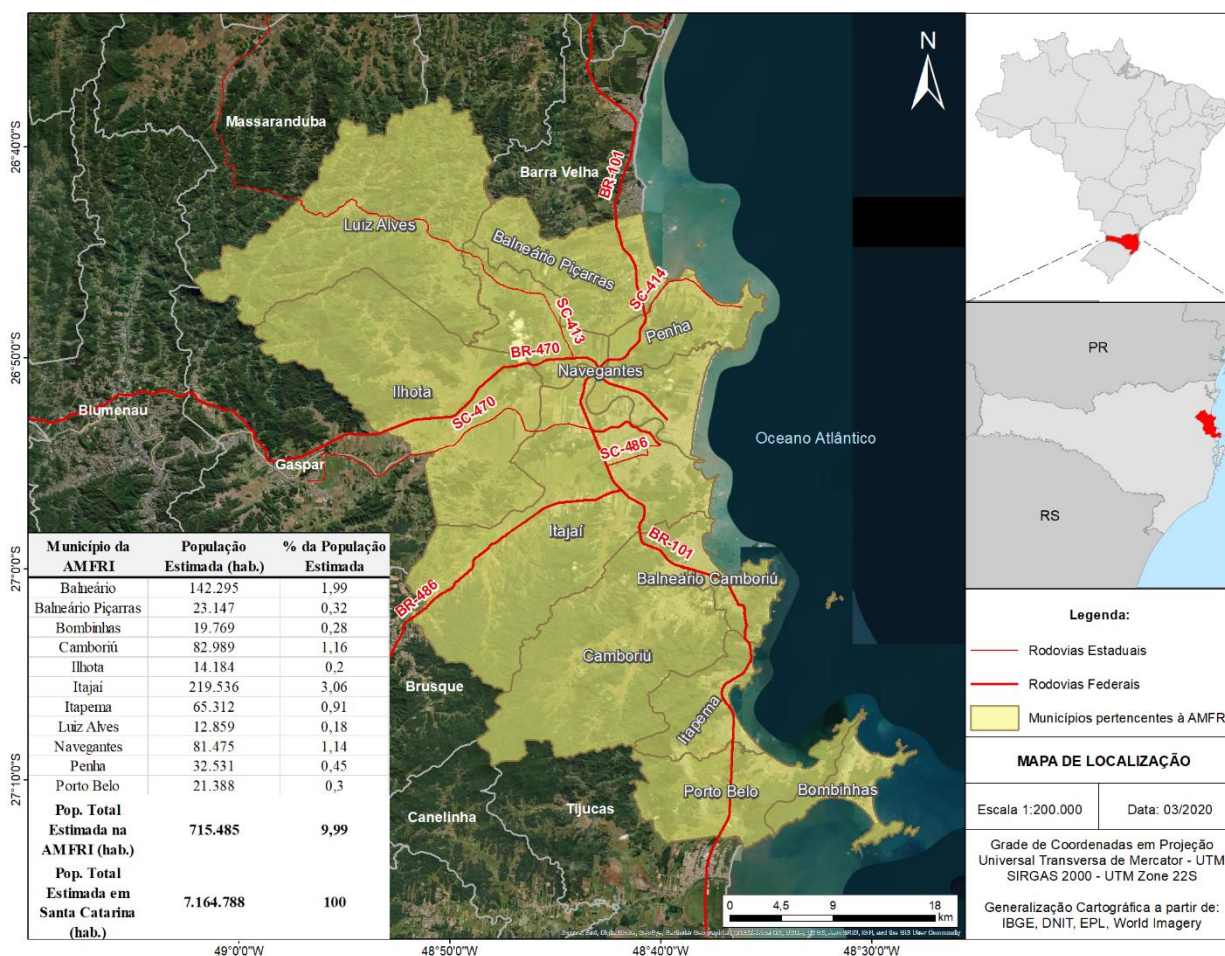 N
Massaranduba
26°40'0"S
Barra Velha
BR-101
Luíz Alves
Balneário Piçarras
SC-414
SC-413
Penha
26°50'0"S
BR-470
Navegantes
Ilhota
Blumenau
SC-470
Oceano Atlântico
SC-486
Gaspar
Itajaí
BR-101
27°0'0"S
Balneário Camboriú
BR-486
Camboriú
Brusque
Itapema
27°10'0"S
Porto Belo
Bombinhas
Tijucas
Canelinha
0 4,5 9 18
km
49°0'0"W 48°50'0"W 48°40'0"W 48°30'0"W
Município da População % da População
AMFRI Estimada (hab.) Estimada
Balneário 142.295 1,99
Balneário Piçarras 23.147 0,32
Bombinhas 19.769 0,28
Camboriú 82.989 1,16
Ilhota 14.184 0,2
Itajaí 219.536 3,06
Itapema 65.312 0,91
Luiz Alves 12.859 0,18
Navegantes 81.475 1,14
Penha 32.531 0,45
Porto Belo 21.388 0,3
Pop. Total
Estimada na 715.485 9,99
AMFRI (hab.)
Pop. Total
Estimada em 7.164.788 100
Santa Catarina
(hab.)
PR
RS
Legenda:
Rodovias Estaduais
Rodovias Federais
Municípios pertencentes à AMFR
MAPA DE LOCALIZAÇÃO
Escala 1:200.000 Data: 03/2020
Grade de Coordenadas em Projeção
Universal Transversa de Mercator - UTM
SIRGAS 2000 - UTM Zone 22S
Generalização Cartográfica a partir de:
IBGE, DNIT, EPL, World Imagery